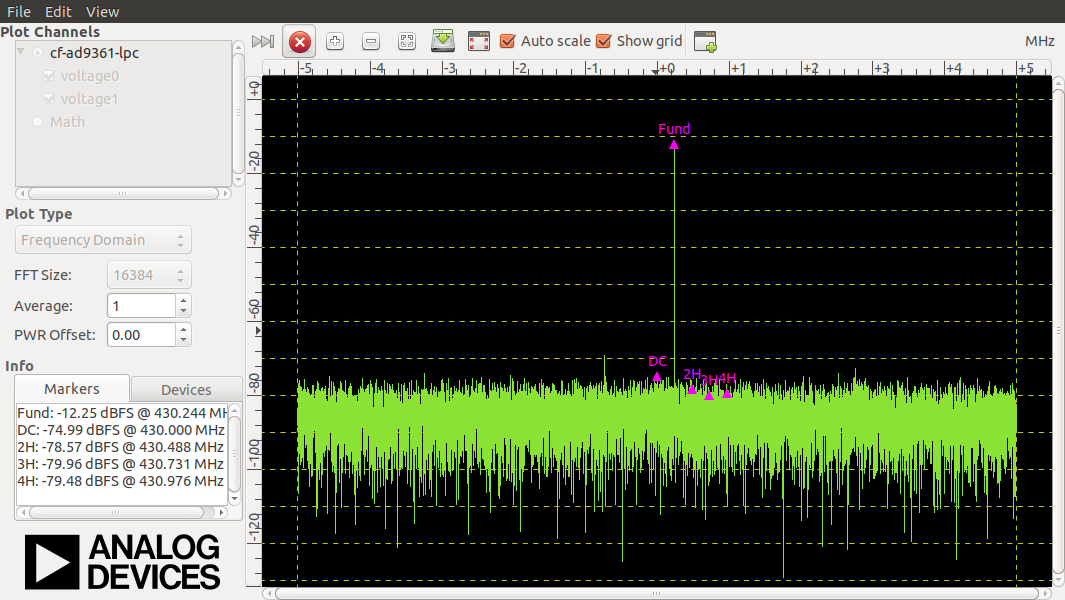 File Edit View
Plot Channels
cf-ad9361-lpc
voltage0
voltage1
Math
Plot Type
Frequency Domain
FFT Size: 16384
Average: 1
PWR Offset: 0.00
Info
Markers Devices
Fund: -12.25 dBFS @ 430.244 MH
DC: -74.99 dBFS @ 430.000 MHz
2H: -78.57 dBFS @ 430.488 MHz
3H: -79.96 dBFS @ 430.731 MHz
4H: -79.48 dBFS @ 430.976 MHz
ANALOG
DEVICES
Auto scale Show grid MHz
-5 -4 -3 -2 -1 +0 +1 +2 +3 +4 +5
+0
-20
-40
-60
-80
-100
-120
Fund
DC
2H 3H 4H